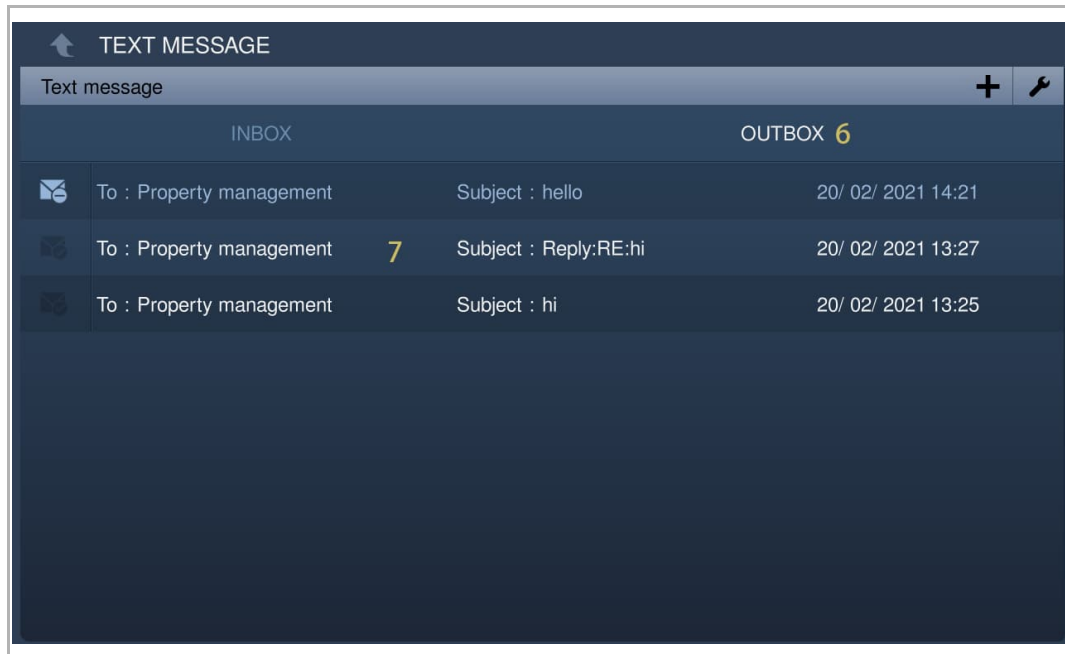 TEXT MESSAGE
Text message
INBOX OUTBOX 6
To : Property management Subject : hello 20/ 02/ 2021 14:21
To : Property management 7 Subject : Reply:RE:hi 20/ 02/ 2021 13:27
To : Property management Subject : hi 20/ 02/ 2021 13:25